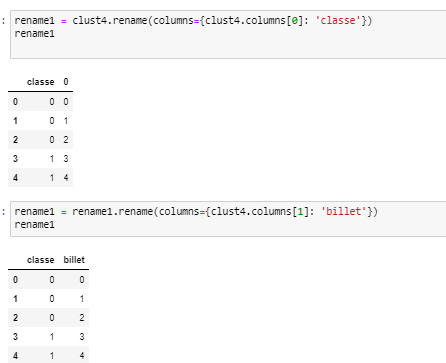 : rename1 = clust4.rename(columns={clust4.columns[0]: 'classe'})
rename1
classe 0
0 0 0
1 0 1
2 0 2
3 1 3
4 1 4
: rename1 = rename1.rename(columns={clust4.columns[1]: 'billet'})
rename1
classe billet
0 0 0
1 0 1
2 0 2
3 1 3
4 1 4